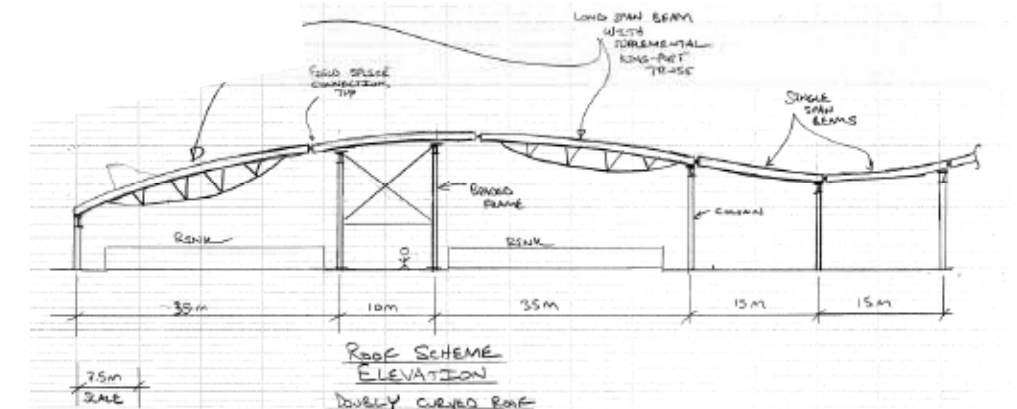 LONG SPAN BEAM
WITH
SUPPLEMENTAL
KING-POST
TRUSS
FIELD SPLICE
CONNECTION,
TYP
SINGLE
SPAN
BEAMS
BRACED
FRAME
COLUMN
RINK
RINK
35m
10m
35m
15m
15m
7.5m
SCALE
ROOF SCHEME
ELEVATION
DOUBLY CURVED ROOF